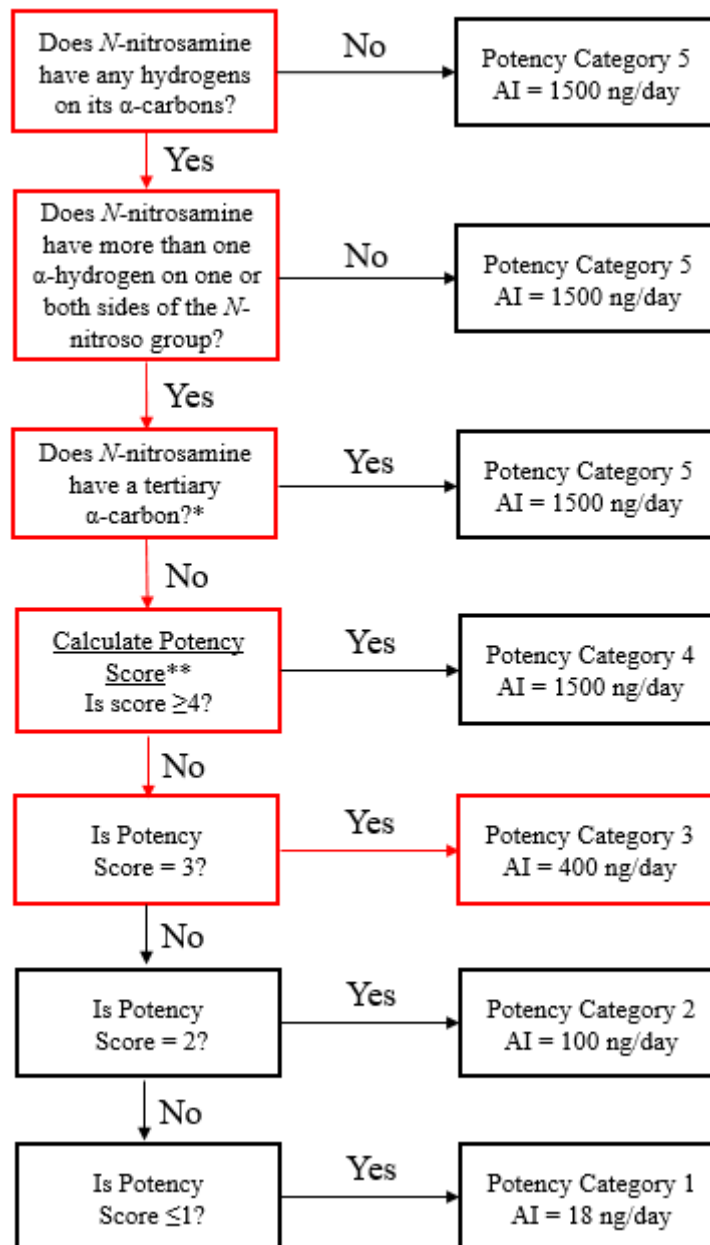 Does N-nitrosamine
have any hydrogens
on its α-carbons?
No
Potency Category 5
AI = 1500 ng/day
Yes
Does N-nitrosamine
have more than one
α-hydrogen on one or
both sides of the N-
nitroso group?
No
Potency Category 5
AI = 1500 ng/day
Yes
Does N-nitrosamine
have a tertiary
α-carbon?*
Yes
Potency Category 5
AI = 1500 ng/day
No
Calculate Potency
Score**
Is score ≥4?
Yes
Potency Category 4
AI = 1500 ng/day
No
Is Potency
Score = 3?
Yes
Potency Category 3
AI = 400 ng/day
No
Is Potency
Score = 2?
Yes
Potency Category 2
AI = 100 ng/day
No
Is Potency
Score ≤1?
Yes
Potency Category 1
AI = 18 ng/day